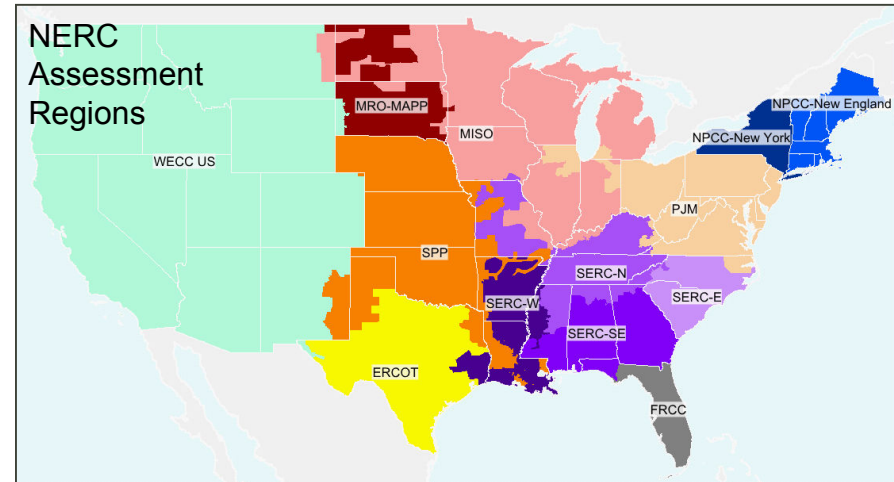 NERC
Assessment
Regions
NPCC-New England
MRO-MAPP
MISO
NPCC-New York
WECC US
PJM
SPP
SERC-N
SERC-W
SERC-E
SERC-SE
ERCOT
FRCC